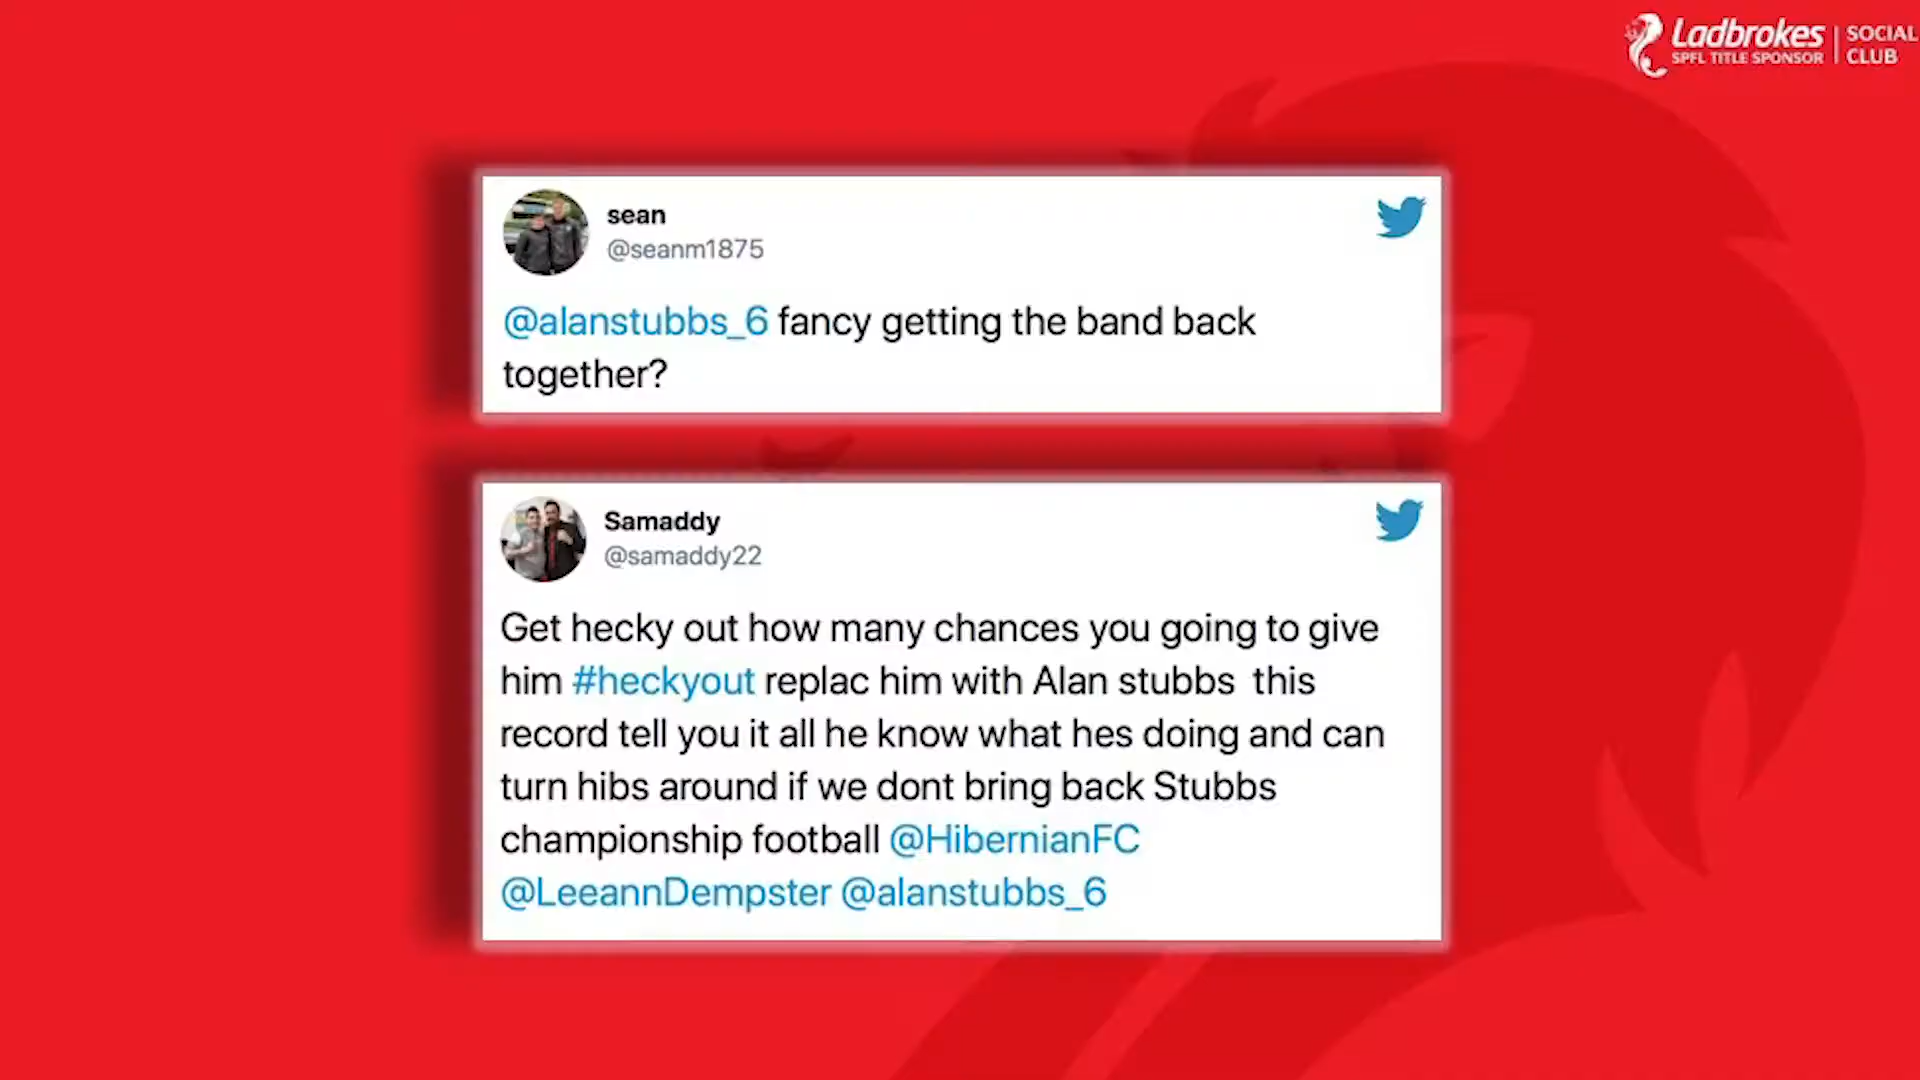 Ladbrokes
SPFL TITLE SPONSOR
SOCIAL
CLUB
sean
@seanm1875
@alanstubbs_6 fancy getting the band back
together?
Samaddy
@samaddy22
Get hecky out how many chances you going to give
him #heckyout replac him with Alan stubbs  this
record tell you it all he know what hes doing and can
turn hibs around if we dont bring back Stubbs
championship football @HibernianFC
@LeeannDempster @alanstubbs_6